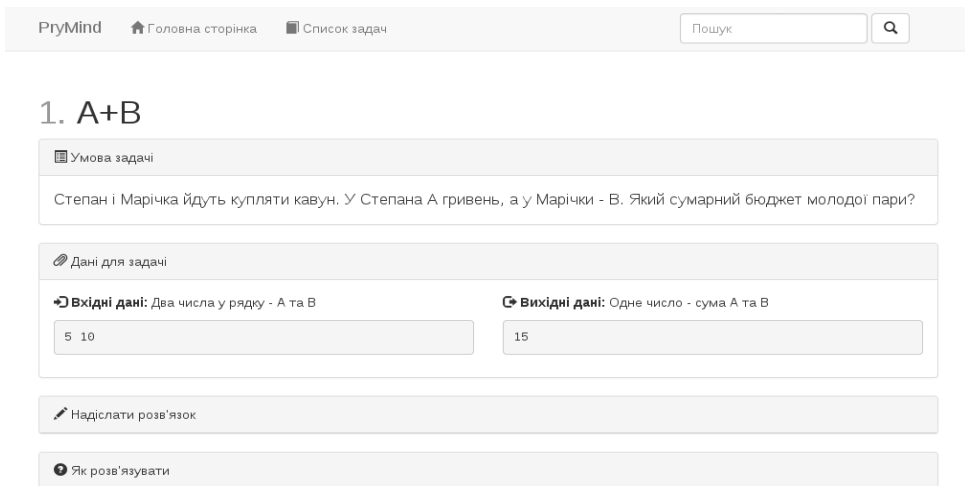 PryMind Головна сторінка Список задач Пошук
1. A+B
Умова задачі
Степан і Марічка йдуть купляти кавун. У Степана А гривень, а у Марічки - В. Який сумарний бюджет молодої пари?
Дані для задачі
Вхідні дані: Два числа у рядку - А та В
5 10
Вихідні дані: Одне число - сума А та В
15
Надіслати розв'язок
Як розв'язувати